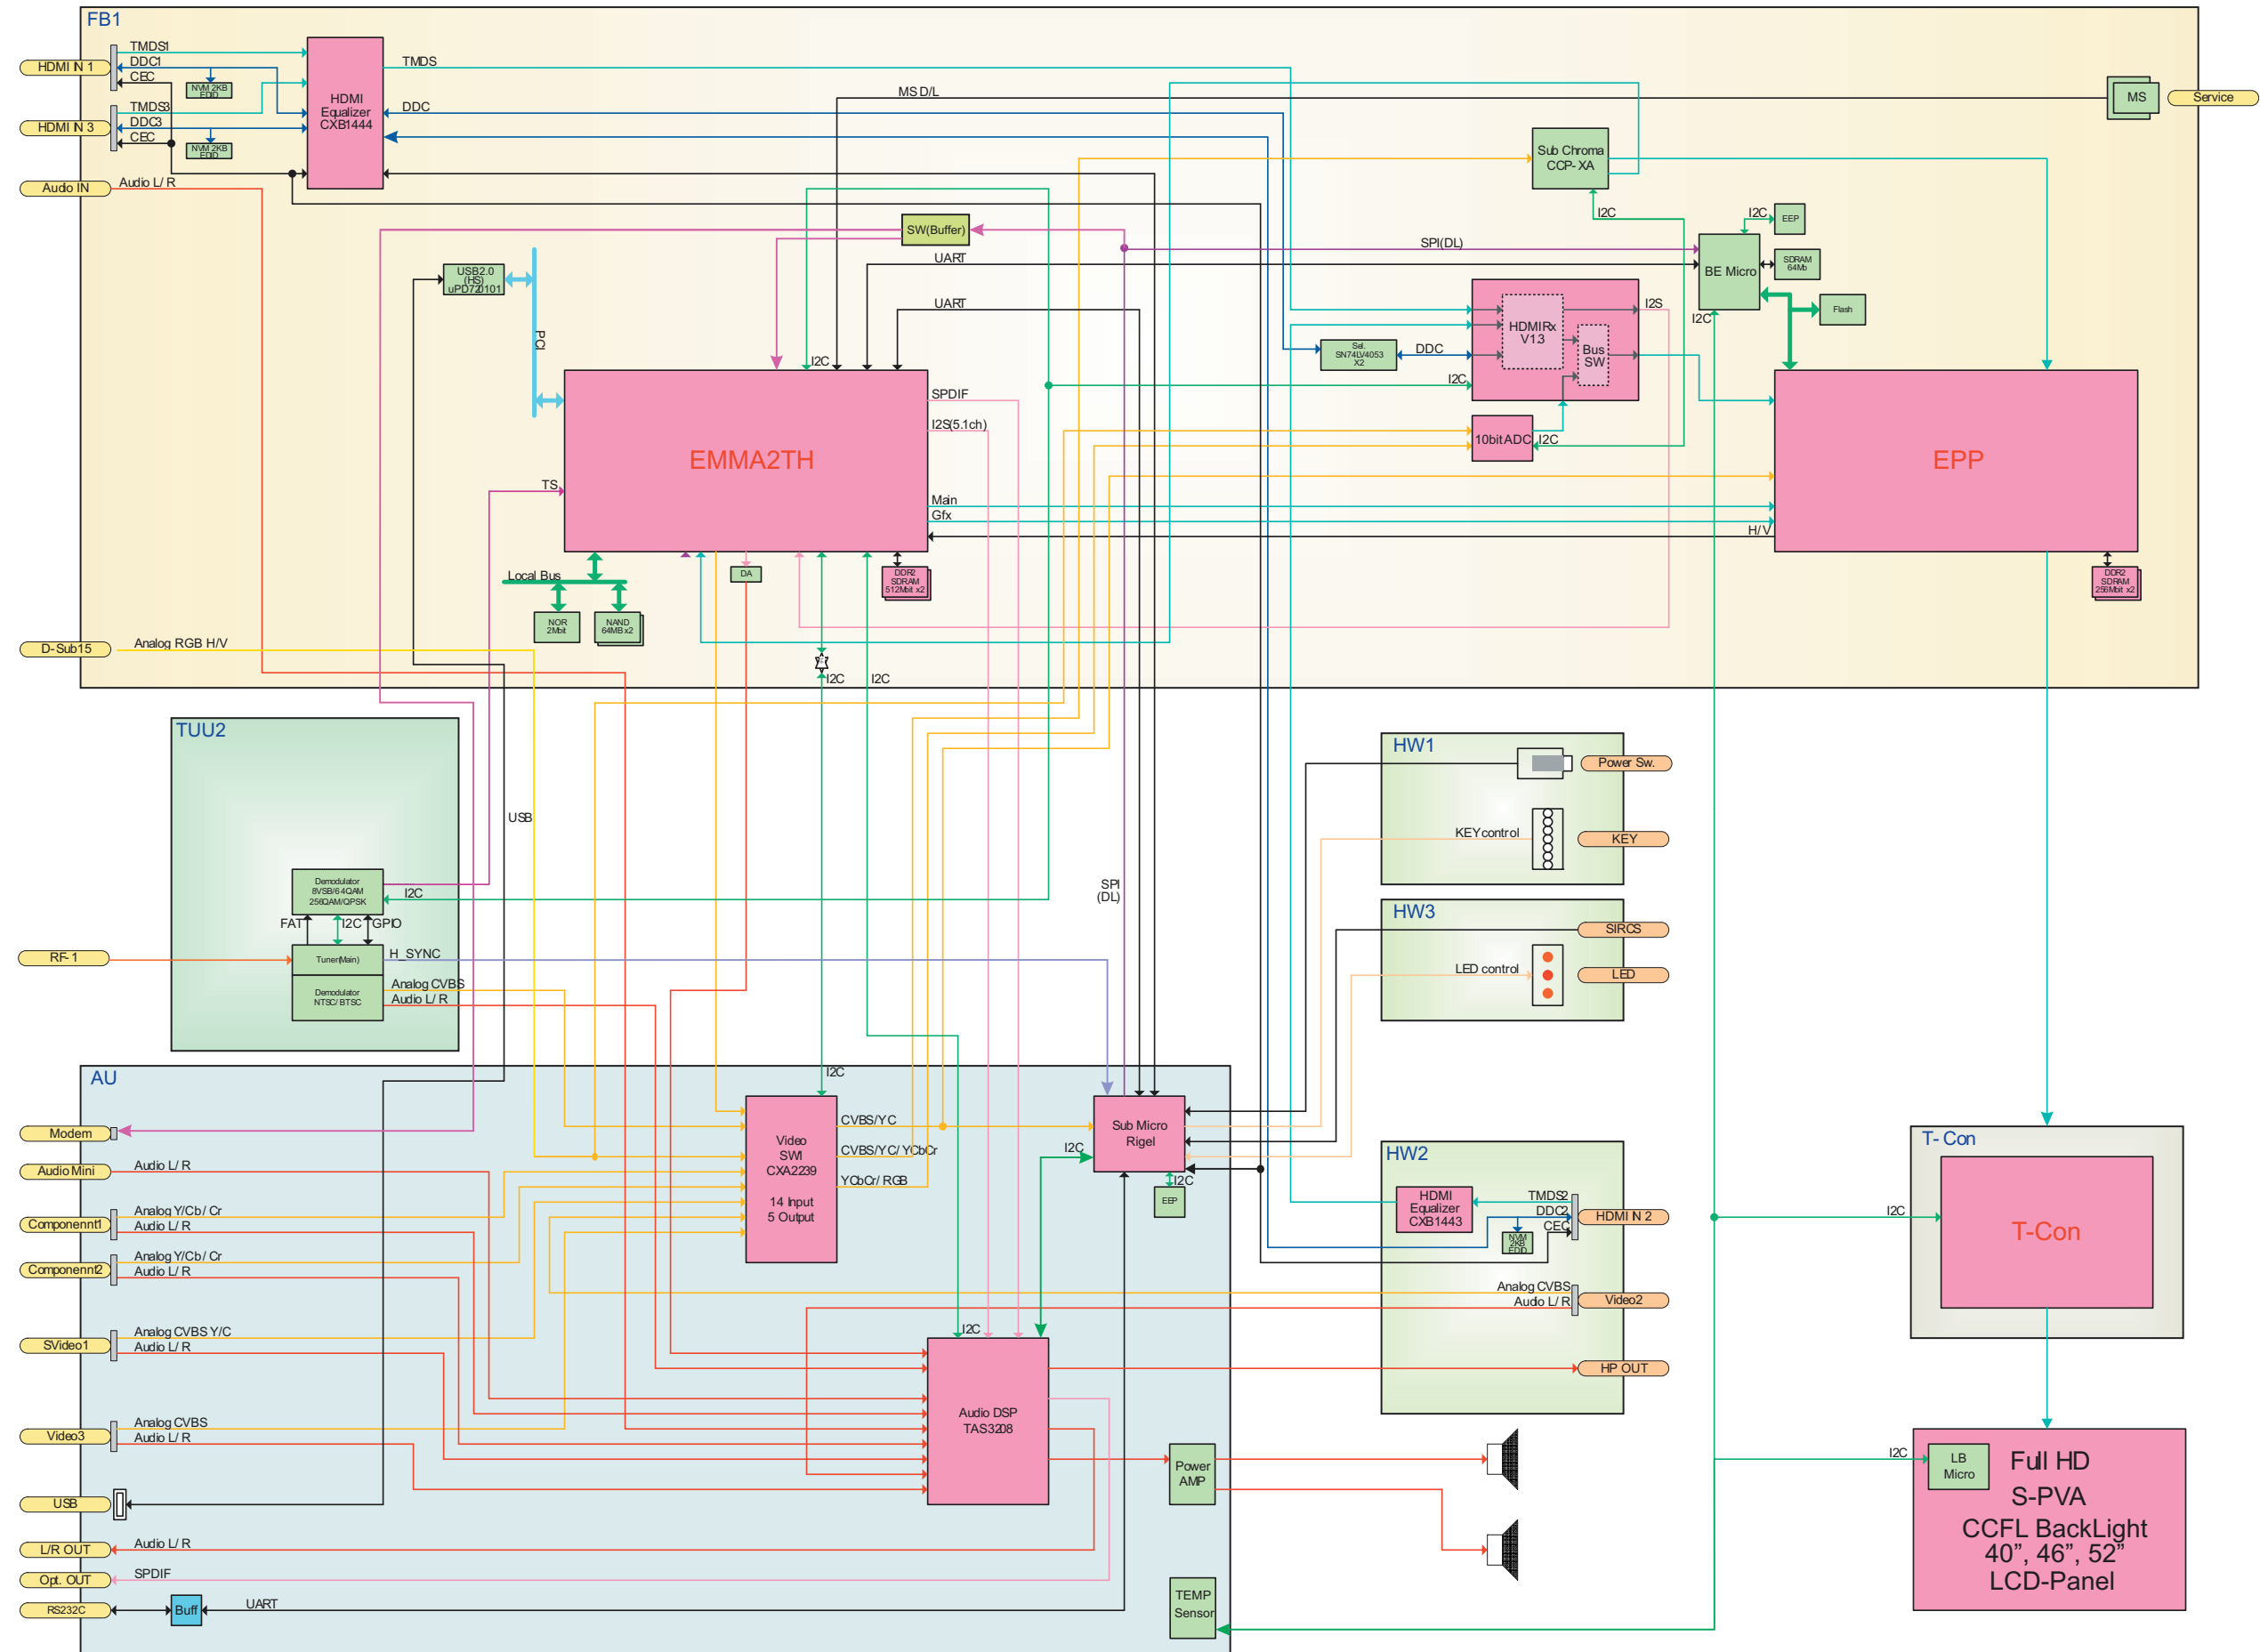 FB1
HDMI IN 1
TMDS1
DDC1
CEC
NVM 2KB
EDID
HDMI IN 3
TMDS3
DDC3
CEC
NVM 2KB
EDID
HDMI
Equalizer
CXB1444
TMDS
DDC
MS D/L
MS
Service
Audio IN
Audio L/ R
Sub Chroma
CCP- XA
I2C
I2C
EEP
SW(Buffer)
SPI(DL)
UART
BE Micro
SDRAM
64Mb
USB2.0
(HS)
uPD720101
PCI
UART
I2C
Flash
I2S
HDMIRx
V1.3
Bus
SW
Sel.
SN74LV4053
X2
DDC
I2C
I2C
SPDIF
I2S(5.1ch)
10bit ADC
I2C
EMMA2TH
EPP
TS
Main
Gfx
H/ V
Local Bus
DA
DDR2
SDRAM
512Mbit x2
DDR2
SDRAM
256Mbit x2
NOR
2Mbit
NAND
64MB x2
D-Sub15
Analog RGB H/V
I2C
I2C
TUU2
HW1
Power Sw.
USB
KEY control
KEY
Demodulator
8VSB/64QAM
256QAM/QPSK
I2C
SPI
(DL)
HW3
FAT
I2C
GPIO
SIRCS
RF- 1
Tuner(Main)
H_SYNC
LED control
LED
Demodulator
NTSC/ BTSC
Analog CVBS
Audio L/ R
AU
I2C
Modem
Video
SW1
CXA2239
14 Input
5 Output
CVBS/YC
CVBS/YC/ YCbCr
YCbCr/ RGB
Sub Micro
Rigel
I2C
I2C
EEP
T- Con
HW2
Audio Mini
Audio L/ R
HDMI
Equalizer
CXB1443
TMDS2
DDC2
CEC
HDMI IN 2
NVM
2KB
EDID
I2C
T-Con
Componennt1
Analog Y/Cb / Cr
Audio L/ R
Componennt2
Analog Y/Cb / Cr
Audio L/ R
Analog CVBS
Audio L/ R
Video2
SVideo1
Analog CVBS Y/C
Audio L/ R
I2C
HP OUT
Audio DSP
TAS3208
Video3
Analog CVBS
Audio L/ R
Power
AMP
I2C
LB
Micro
Full HD
S-PVA
CCFL BackLight
40”, 46”, 52”
LCD-Panel
USB
L/R OUT
Audio L/ R
Opt. OUT
SPDIF
RS232C
Buff
UART
TEMP
Sensor